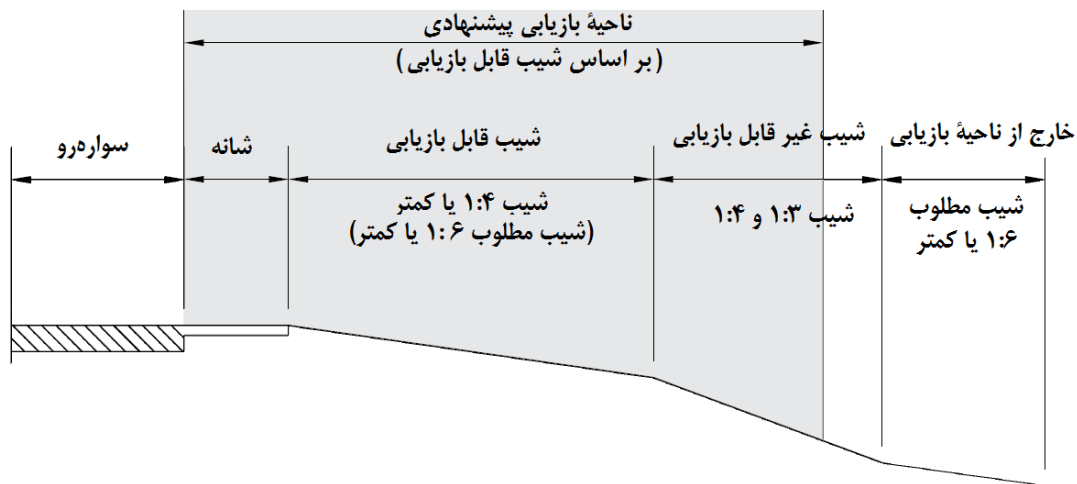 ناحیهٔ بازیابی پیشنهادی
(بر اساس شیب قابل بازیابی)
سواره‌رو
شانه
شیب قابل بازیابی
شیب غیر قابل بازیابی
خارج از ناحیهٔ بازیابی
شیب ۱:۴ یا کمتر
(شیب مطلوب ۱:۶ یا کمتر)
شیب ۱:۳ و ۱:۴
شیب مطلوب
۱:۶ یا کمتر